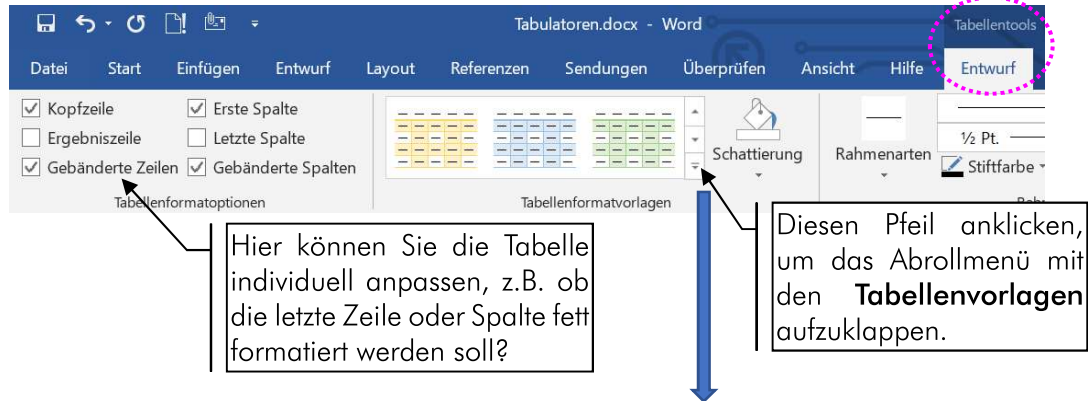 Tabulatoren.docx - Word
Tabellentools
Datei Start Einfügen Entwurf Layout Referenzen Sendungen Überprüfen Ansicht Hilfe Entwurf
Kopfzeile Erste Spalte
Ergebniszeile Letzte Spalte
Gebänderte Zeilen Gebänderte Spalten
Schattierung
Rahmenarten
½ Pt.
Stiftfarbe
Tabellenformatoptionen
Tabellenformatvorlagen
Hier können Sie die Tabelle
individuell anpassen, z.B. ob
die letzte Zeile oder Spalte fett
formatiert werden soll?
Diesen Pfeil anklicken,
um das Abrollmenü mit
den Tabellenvorlagen
aufzuklappen.